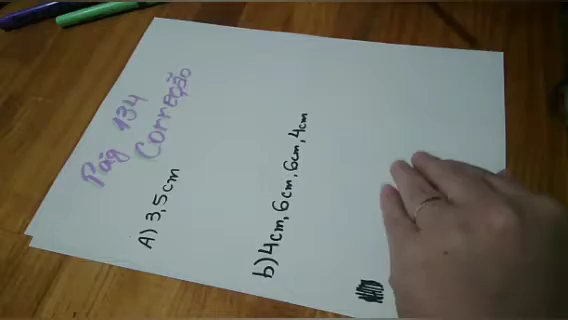 Pág 134
Correção
A) 3,5cm
b) 4cm, 6cm, 6cm, 4cm